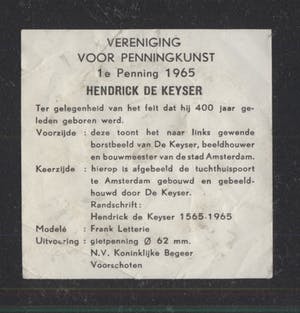 VERENIGING
VOOR PENNINGKUNST
1e Penning 1965
HENDRICK DE KEYSER
Ter gelegenheid van het feit dat hij 400 jaar ge-
leden geboren werd.
Voorzijde : deze toont het naar links gewende
borstbeeld van De Keyser, beeldhouwer
en bouwmeester van de stad Amsterdam.
Keerzijde : hierop is afgebeeld de tuchthuispoort
te Amsterdam gebouwd en gebeeld-
houwd door De Keyser.
Randschrift:
Hendrick de Keyser 1565-1965
Modelé : Frank Letterie
Uitvoering : gietpenning Ø 62 mm.
N.V. Koninklijke Begeer
Voorschoten